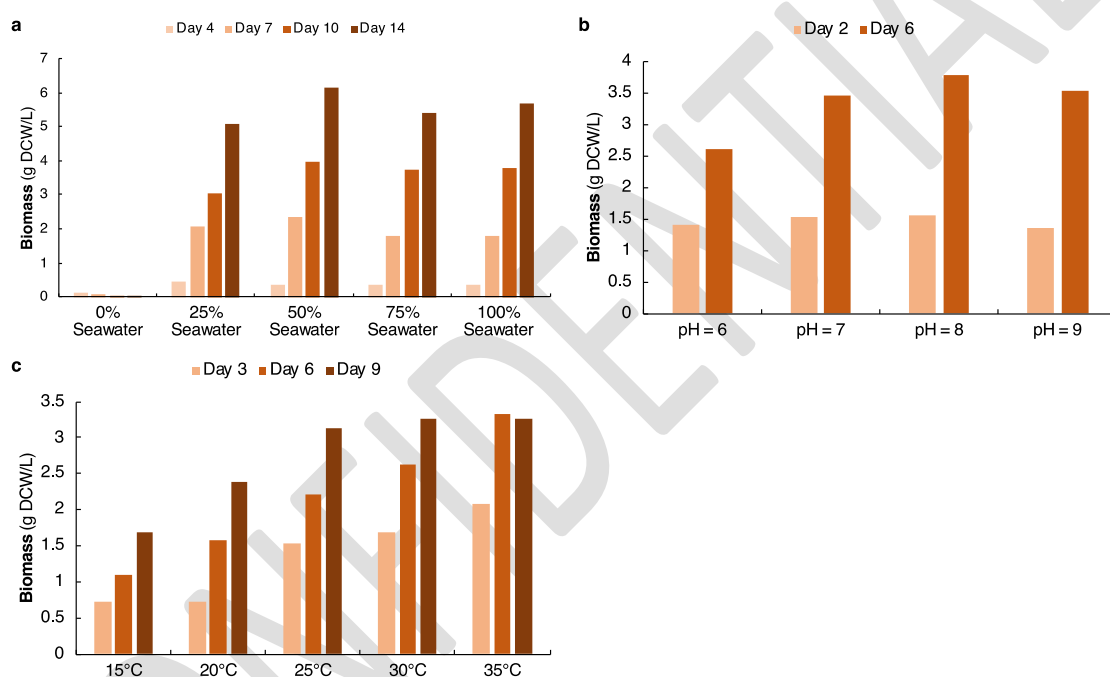 a
Day 4 Day 7 Day 10 Day 14
Biomass (g DCW/L)
7
6
5
4
3
2
1
0
0% Seawater
25% Seawater
50% Seawater
75% Seawater
100% Seawater
b
Day 2 Day 6
Biomass (g DCW/L)
4
3.5
3
2.5
2
1.5
1
0.5
0
pH = 6 pH = 7 pH = 8 pH = 9
c
Day 3 Day 6 Day 9
Biomass (g DCW/L)
3.5
3
2.5
2
1.5
1
0.5
0
15°C 20°C 25°C 30°C 35°C